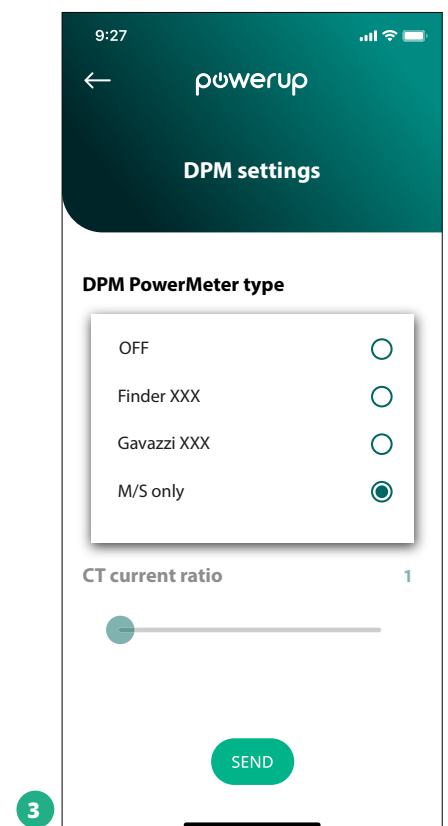 9:27
powerup
DPM settings
DPM PowerMeter type
OFF
Finder XXX
Gavazzi XXX
M/S only
CT current ratio 1
SEND
3